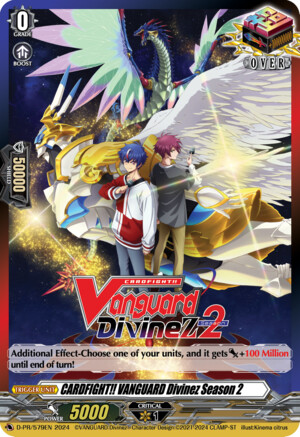 0
GRADE
OVER
BOOST
50000
SHIELD
CARDFIGHT!!
Vanguard
DivineZ 2
Additional Effect-Choose one of your units, and it gets +100 Million
until end of turn!
TRIGGER UNIT
CARDFIGHT!! VANGUARD Divinez Season 2
POWER 5000 CRITICAL 1
D-PR/579EN 2024 ©VANGUARD Divinez Character Design ©2021-2024 CLAMP·ST illust.Kinema citrus